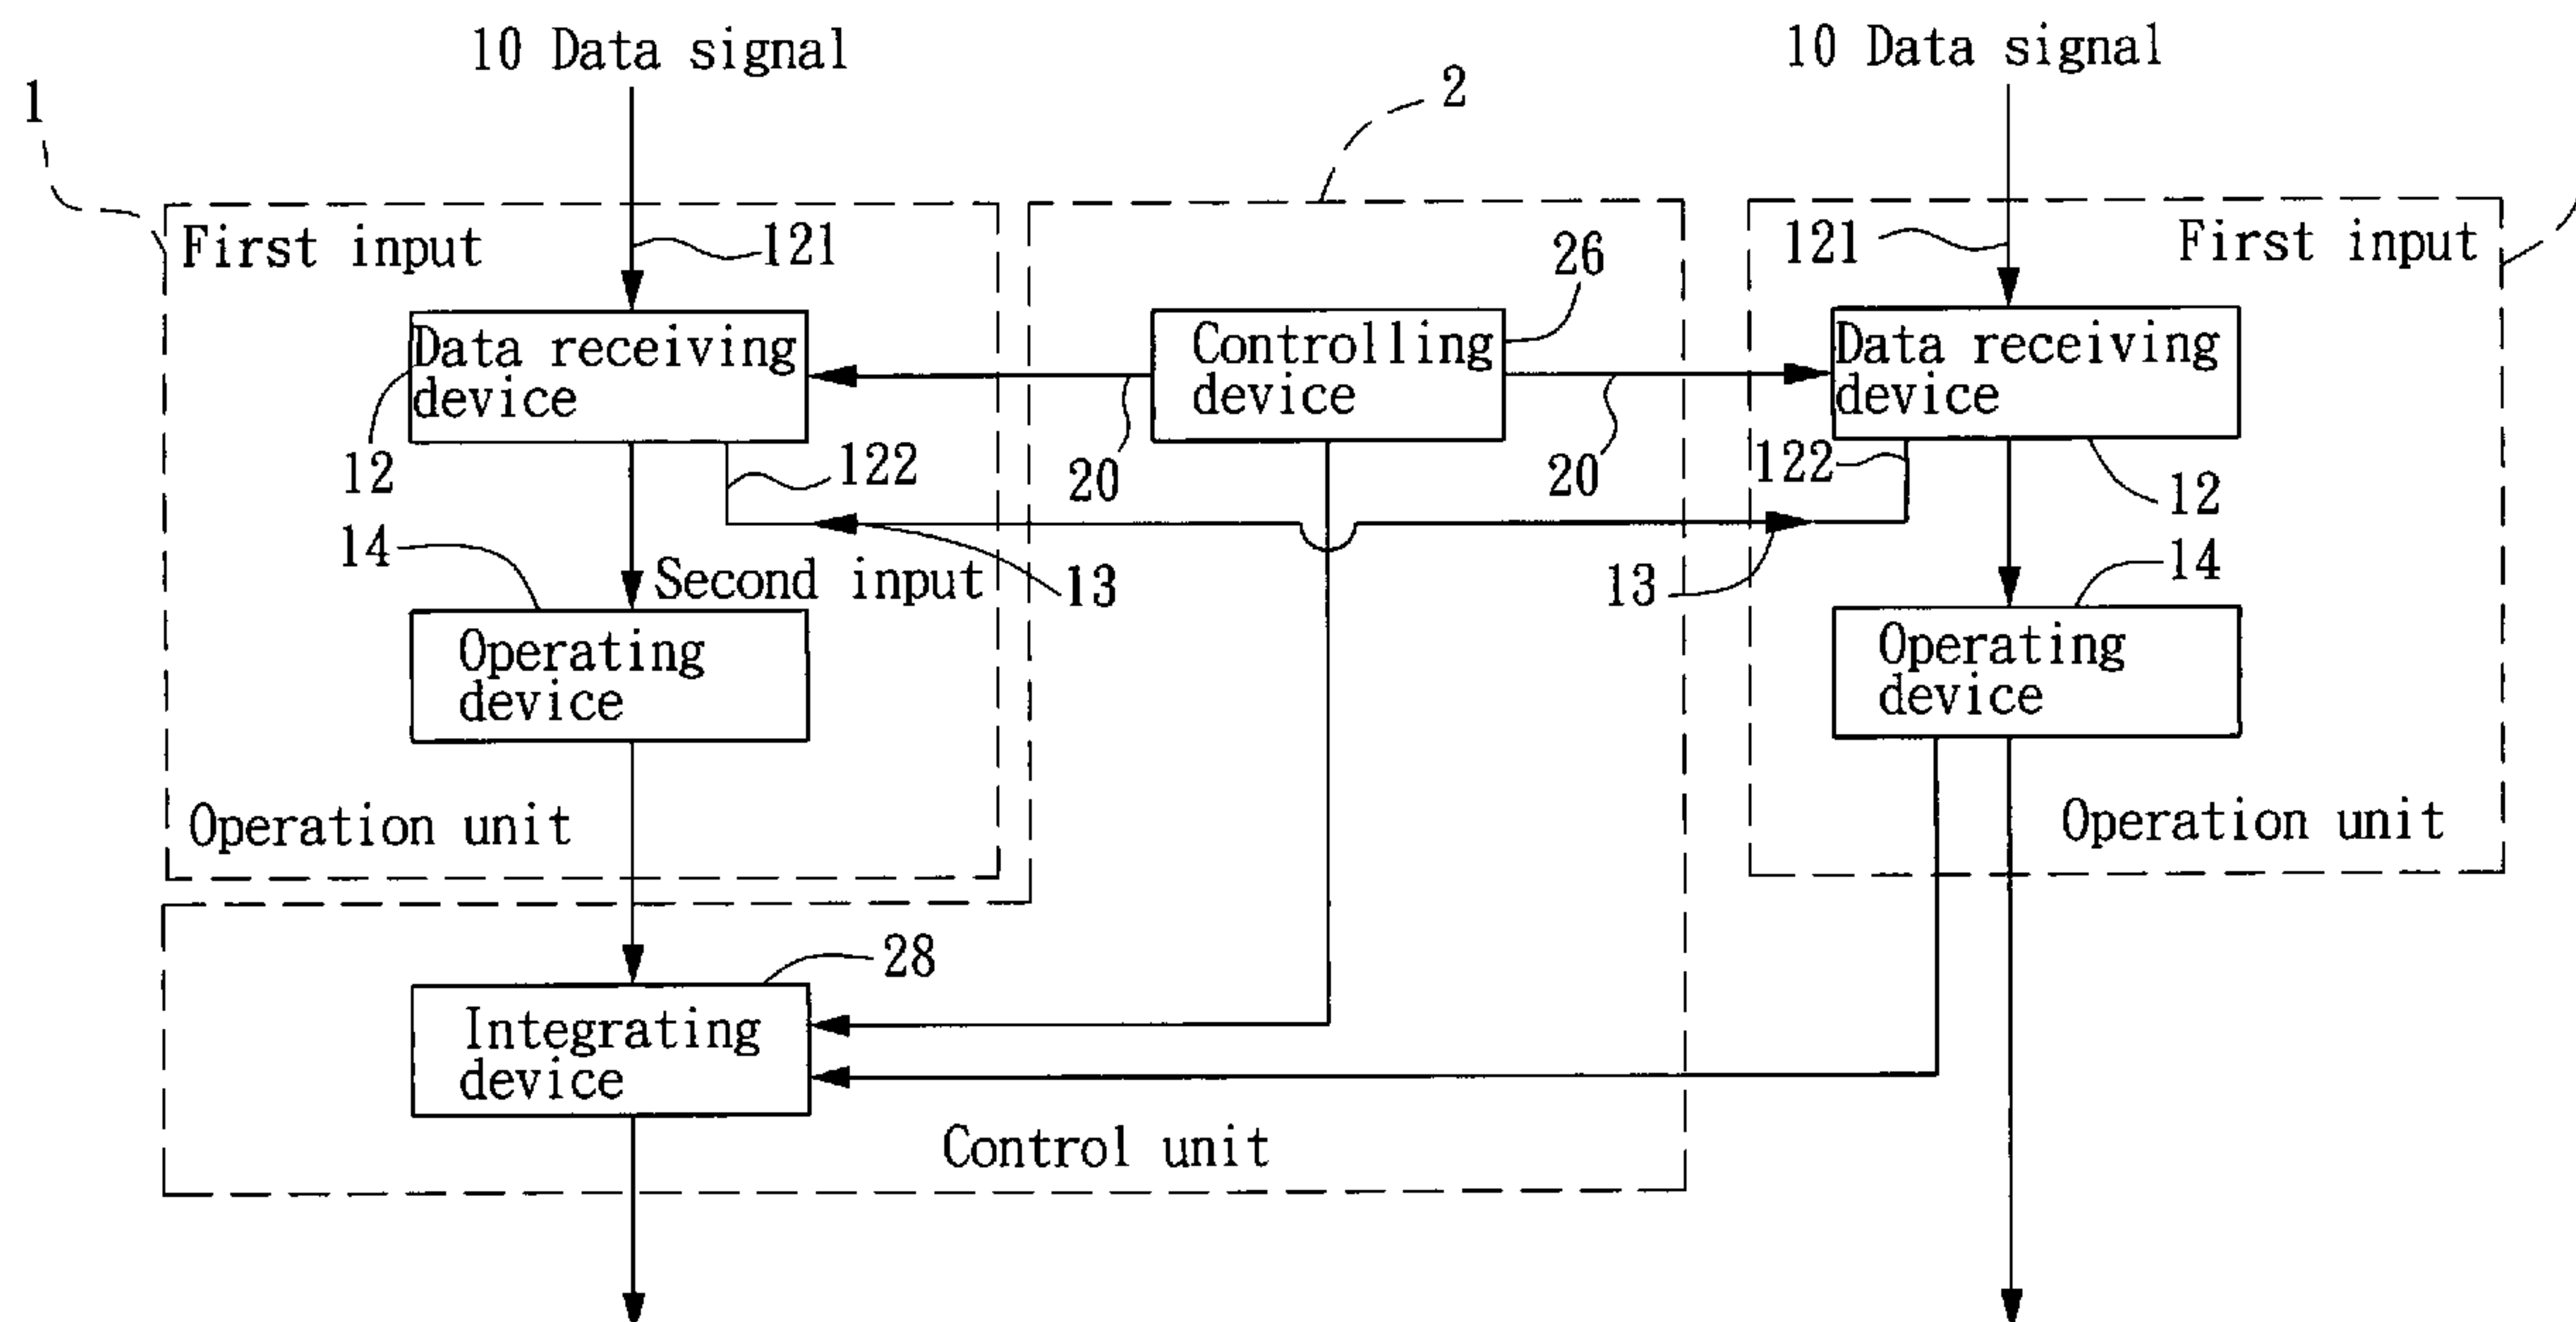 10 Data signal
10 Data signal
1
2
First input
121
26
121
First input
Data receiving
device
Controlling
device
Data receiving
device
12
122
20
20
122
12
14
Second input
13
13
14
Operating
device
Operating
device
Operation unit
Operation unit
28
Integrating
device
Control unit